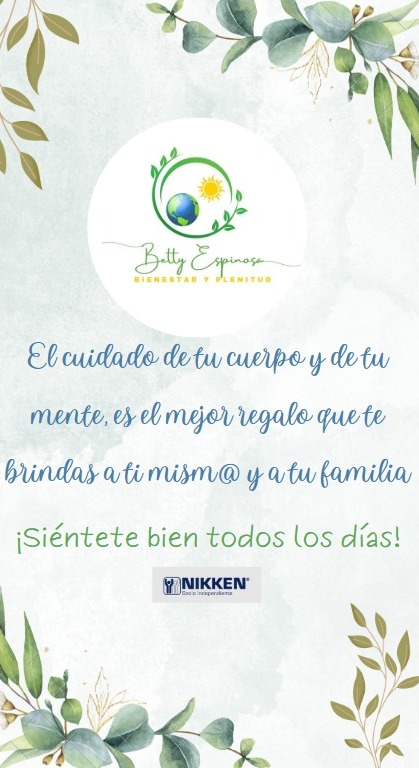 Betty Espinosa
BIENESTAR Y PLENITUD
El cuidado de tu cuerpo y de tu
mente, es el mejor regalo que te
brindas a ti mism@ y a tu familia
¡Siéntete bien todos los días!
NIKKEN®
Socio Independiente